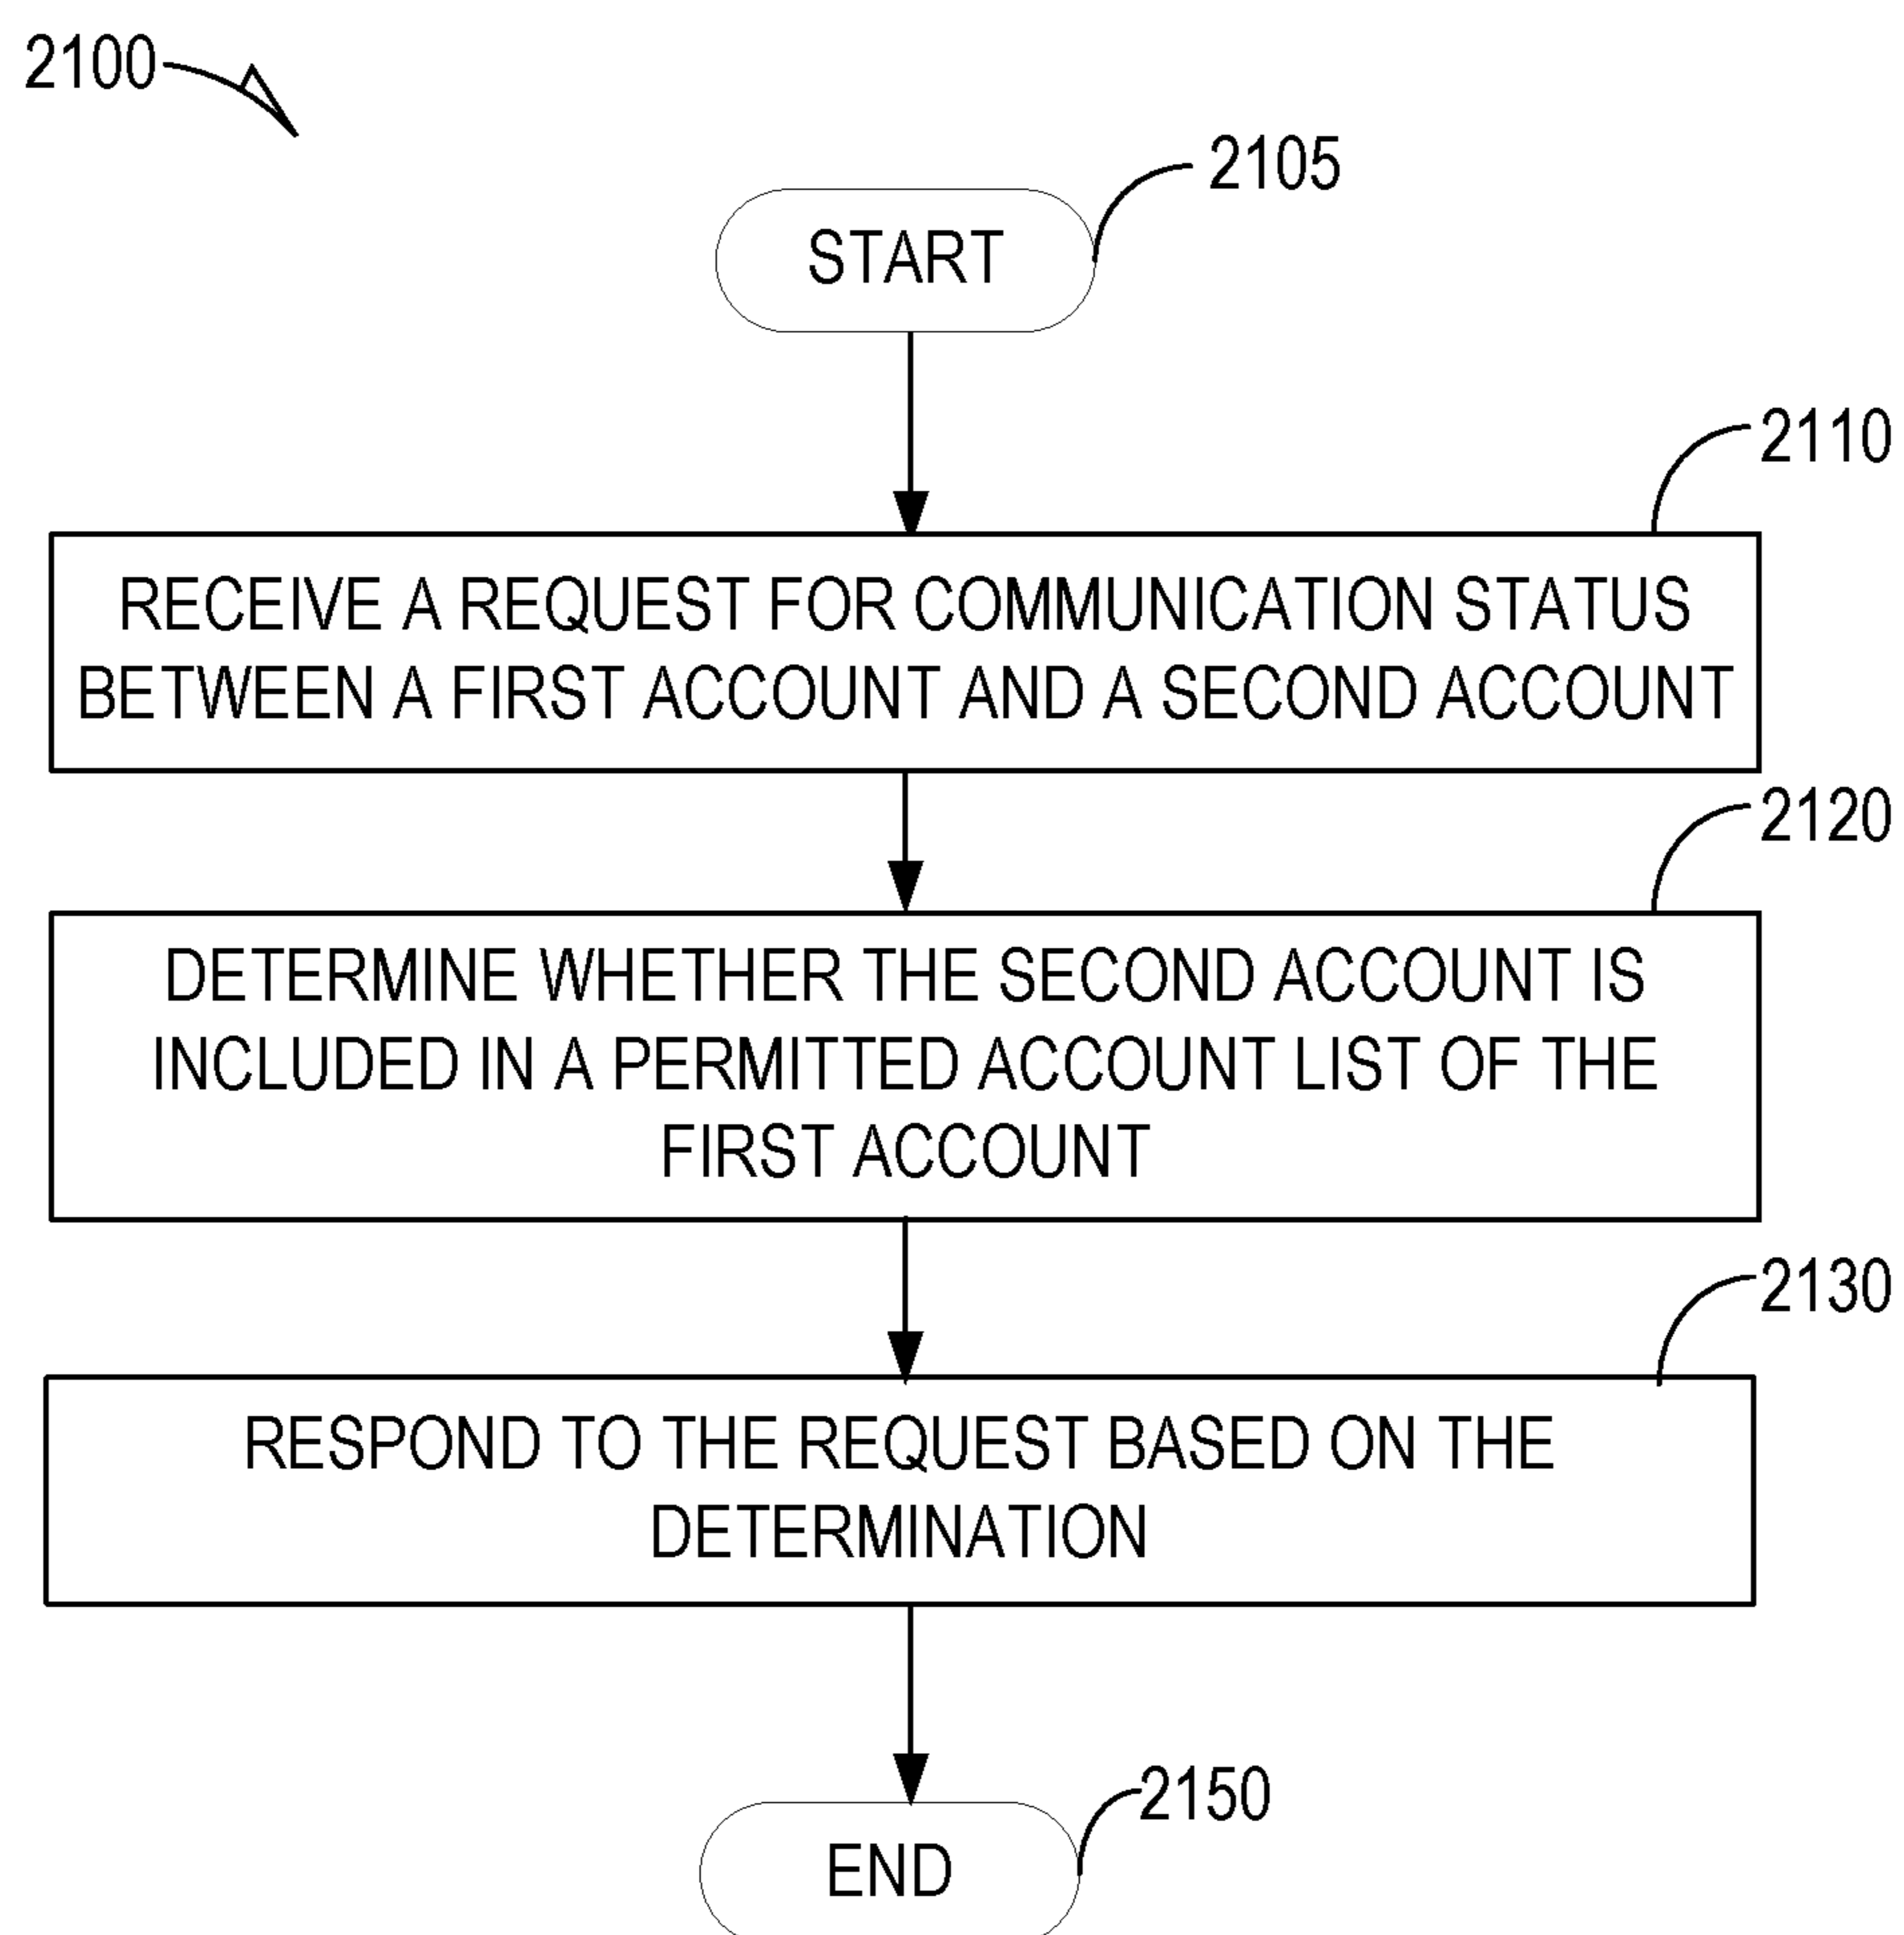 2100
2105
START
2110
RECEIVE A REQUEST FOR COMMUNICATION STATUS
BETWEEN A FIRST ACCOUNT AND A SECOND ACCOUNT
2120
DETERMINE WHETHER THE SECOND ACCOUNT IS
INCLUDED IN A PERMITTED ACCOUNT LIST OF THE
FIRST ACCOUNT
2130
RESPOND TO THE REQUEST BASED ON THE
DETERMINATION
2150
END